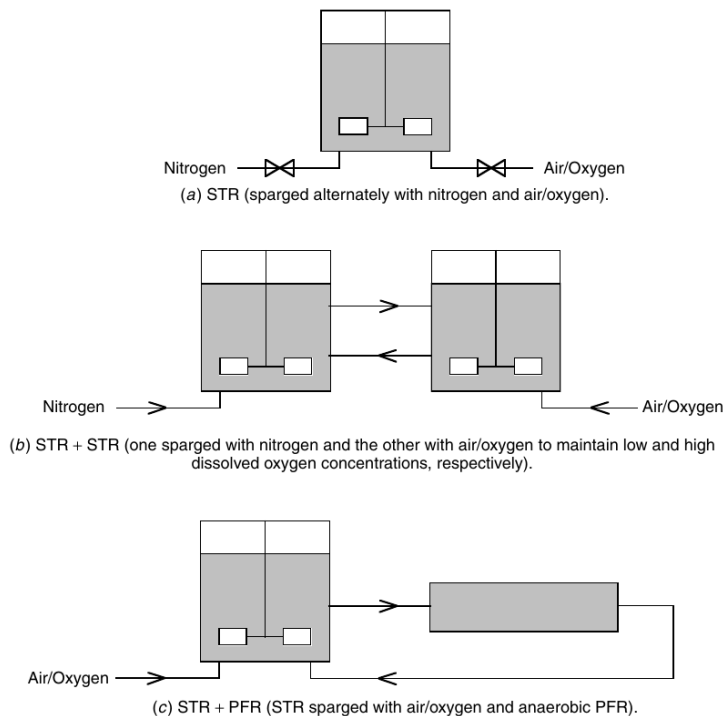 Nitrogen Air/Oxygen
(a) STR (sparged alternately with nitrogen and air/oxygen).
Nitrogen Air/Oxygen
(b) STR + STR (one sparged with nitrogen and the other with air/oxygen to maintain low and high
dissolved oxygen concentrations, respectively).
Air/Oxygen
(c) STR + PFR (STR sparged with air/oxygen and anaerobic PFR).